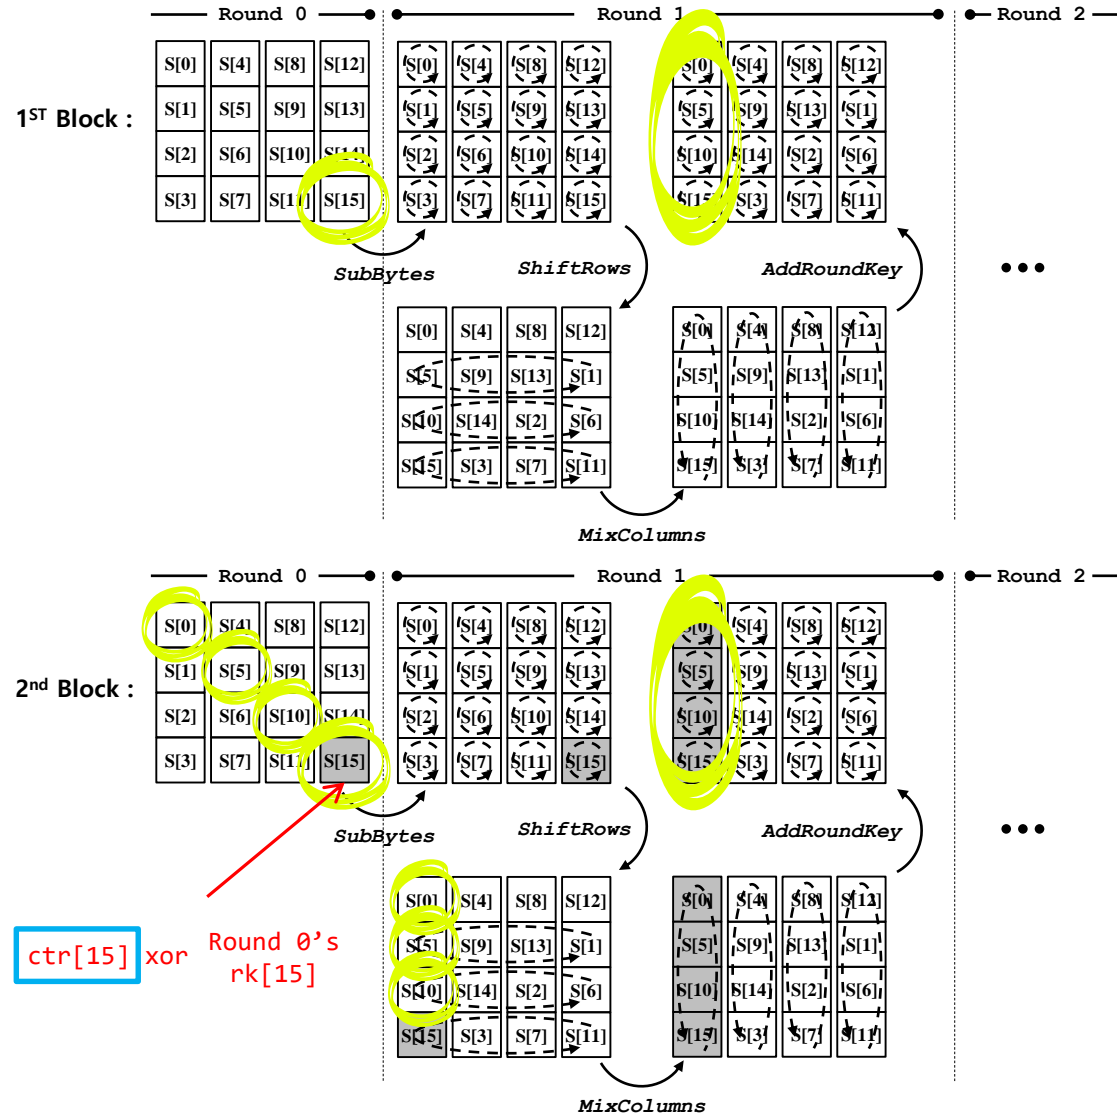 Round 0 Round 1 Round 2
S[0] S[4] S[8] S[12] S[0] S[4] S[8] S[12] S[0] S[4] S[8] S[12]
1ST Block : S[1] S[5] S[9] S[13] S[1] S[5] S[9] S[13] S[5] S[9] S[13] S[1]
S[2] S[6] S[10] S[14] S[2] S[6] S[10] S[14] S[10] S[14] S[2] S[6]
S[3] S[7] S[11] S[15] S[3] S[7] S[11] S[15] S[15] S[3] S[7] S[11]
SubBytes ShiftRows AddRoundKey •••
S[0] S[4] S[8] S[12] S[0] S[4] S[8] S[12]
S[5] S[9] S[13] S[1] S[5] S[9] S[13] S[1]
S[10] S[14] S[2] S[6] S[10] S[14] S[2] S[6]
S[15] S[3] S[7] S[11] S[15] S[3] S[7] S[11]
MixColumns
Round 0 Round 1 Round 2
S[0] S[4] S[8] S[12] S[0] S[4] S[8] S[12] S[0] S[4] S[8] S[12]
2nd Block : S[1] S[5] S[9] S[13] S[1] S[5] S[9] S[13] S[5] S[9] S[13] S[1]
S[2] S[6] S[10] S[14] S[2] S[6] S[10] S[14] S[10] S[14] S[2] S[6]
S[3] S[7] S[11] S[15] S[3] S[7] S[11] S[15] S[15] S[3] S[7] S[11]
SubBytes ShiftRows AddRoundKey •••
S[0] S[4] S[8] S[12] S[0] S[4] S[8] S[12]
ctr[15] xor Round 0’s
rk[15]
S[5] S[9] S[13] S[1] S[5] S[9] S[13] S[1]
S[10] S[14] S[2] S[6] S[10] S[14] S[2] S[6]
S[15] S[3] S[7] S[11] S[15] S[3] S[7] S[11]
MixColumns